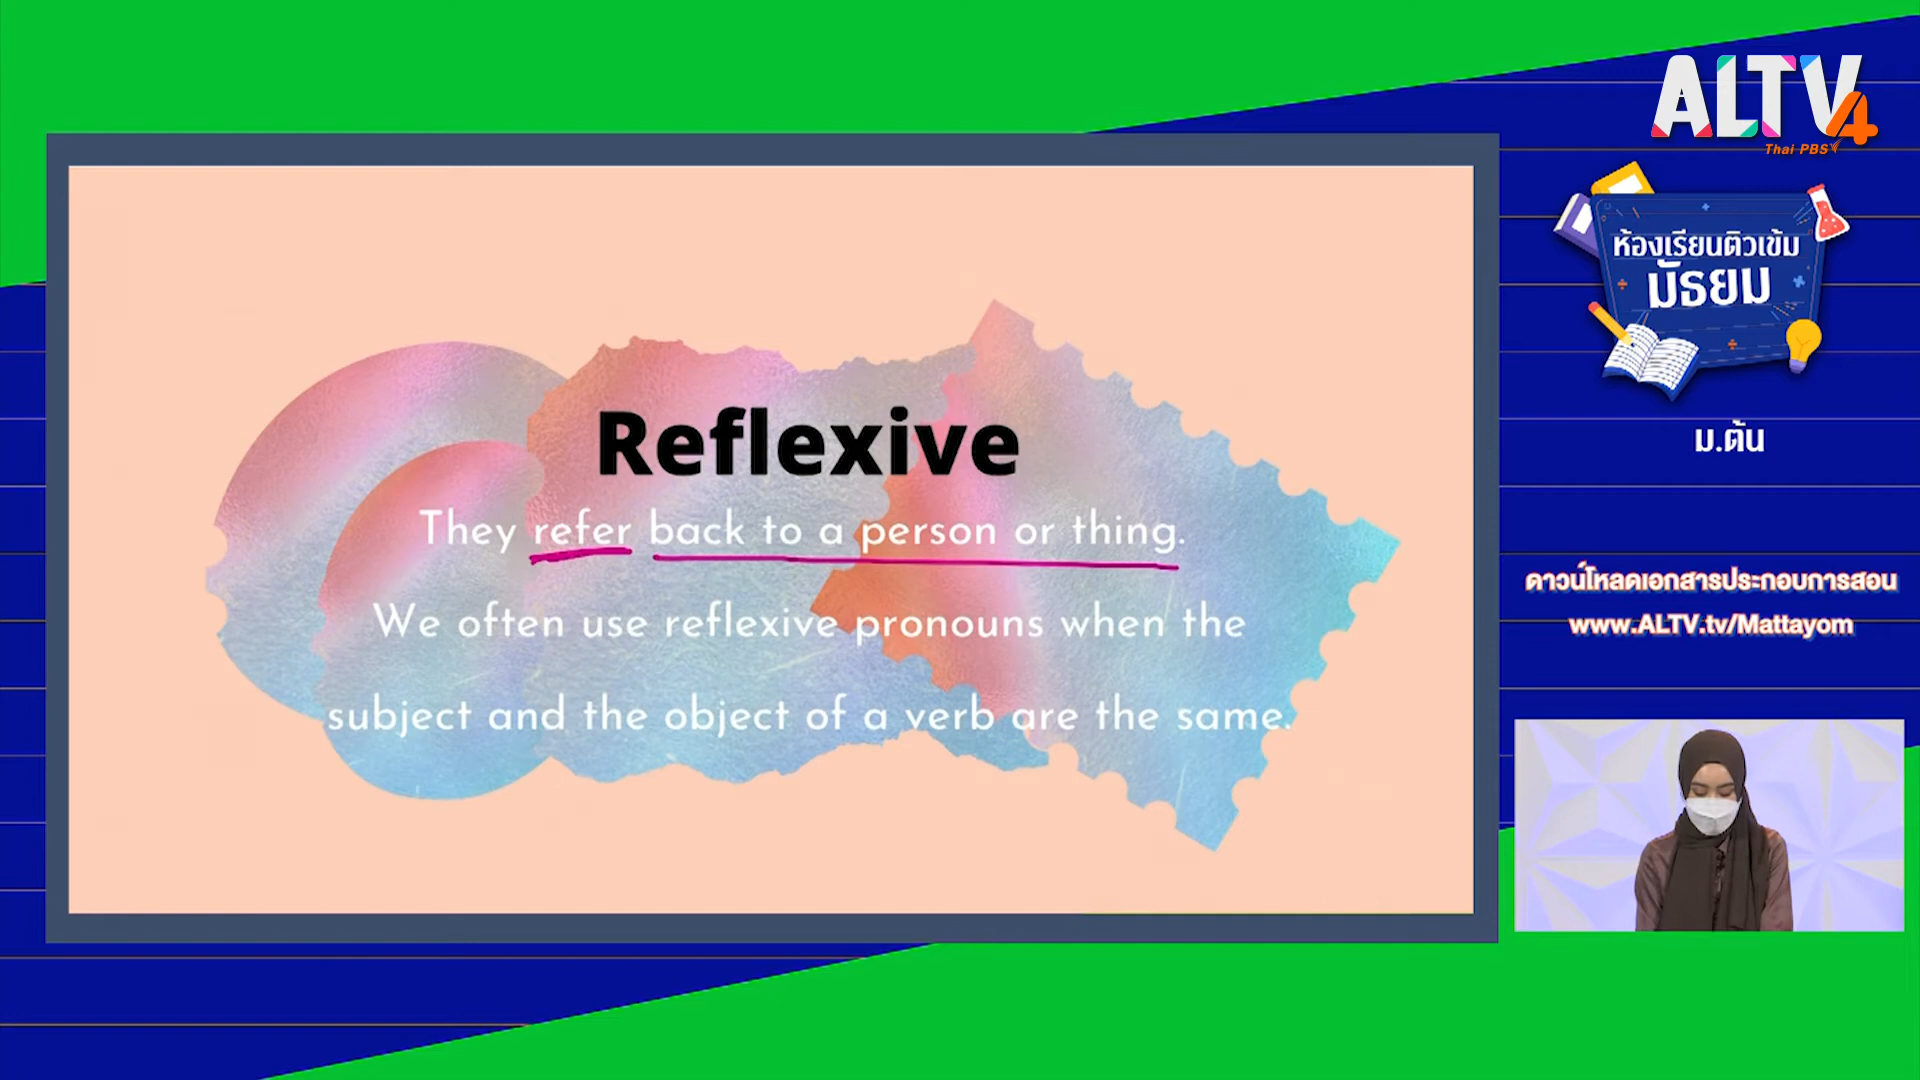 ALTV4
Thai PBS
ห้องเรียนติวเข้ม
มัธยม
ม.ต้น
Reflexive
They refer back to a person or thing.
We often use reflexive pronouns when the
subject and the object of a verb are the same.
ดาวน์โหลดเอกสารประกอบการสอน
www.ALTV.tv/Mattayom